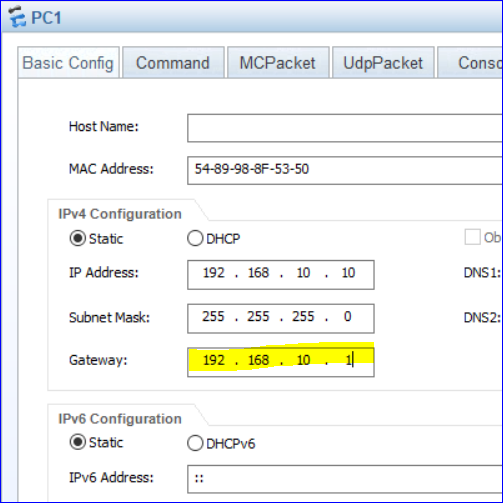 PC1
Basic Config Command MCPacket UdpPacket Conso
Host Name:
MAC Address: 54-89-98-8F-53-50
IPv4 Configuration
Static DHCP Ob
IP Address: 192 . 168 . 10 . 10 DNS1:
Subnet Mask: 255 . 255 . 255 . 0 DNS2:
Gateway: 192 . 168 . 10 . 1
IPv6 Configuration
Static DHCPv6
IPv6 Address: ::